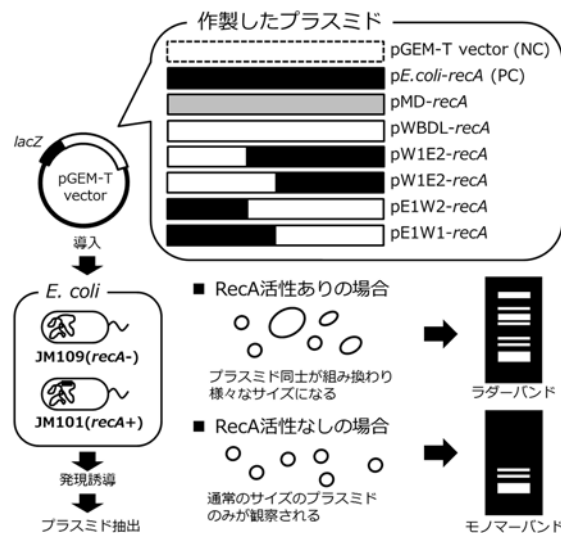 作製したプラスミド
pGEM-T vector (NC)
pE.coli-recA (PC)
pMD-recA
pWBDL-recA
pW1E2-recA
pW1E2-recA
pE1W2-recA
pE1W1-recA
lacZ
pGEM-T
vector
導入
E. coli
JM109(recA-)
JM101(recA+)
発現誘導
プラスミド抽出
■ RecA活性ありの場合
プラスミド同士が組み換わり
様々なサイズになる
ラダーバンド
■ RecA活性なしの場合
通常のサイズのプラスミド
のみが観察される
モノマーバンド